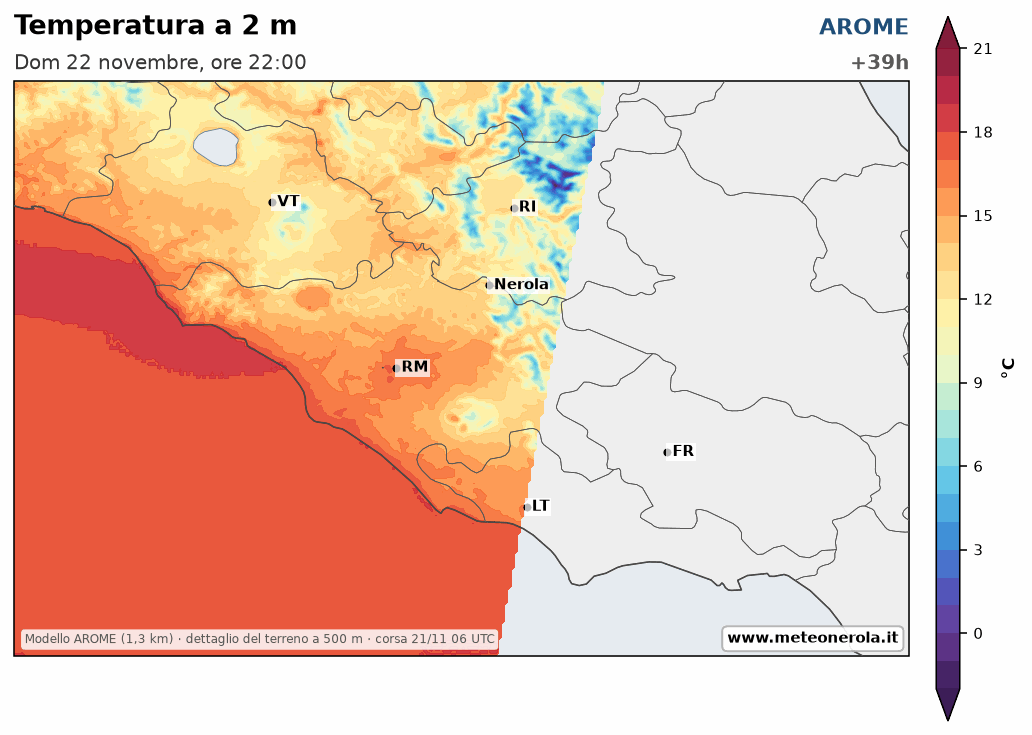 Temperatura a 2 m
AROME
Dom 22 novembre, ore 22:00
+39h
21
18
15
12
9
6
3
0
°C
VT
RI
Nerola
RM
FR
LT
Modello AROME (1,3 km) · dettaglio del terreno a 500 m · corsa 21/11 06 UTC
www.meteonerola.it